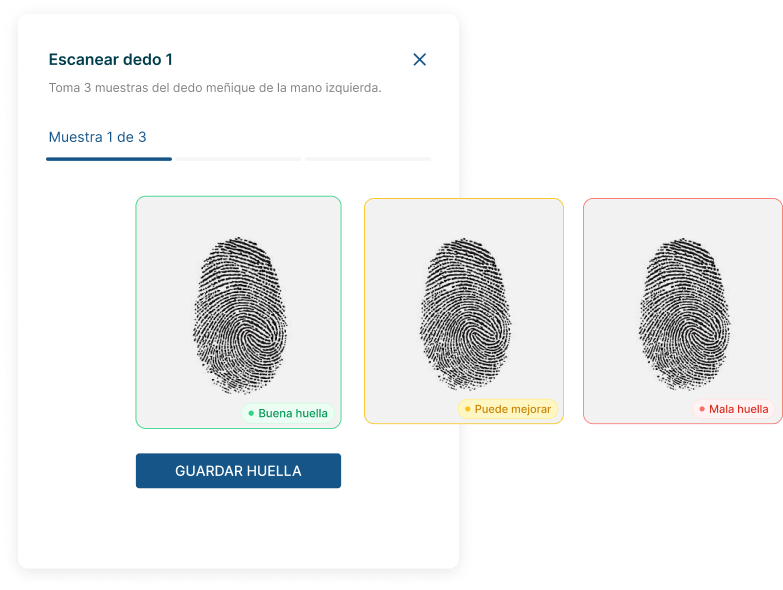 Escanear dedo 1
Toma 3 muestras del dedo meñique de la mano izquierda.
Muestra 1 de 3
Buena huella
Puede mejorar
Mala huella
GUARDAR HUELLA